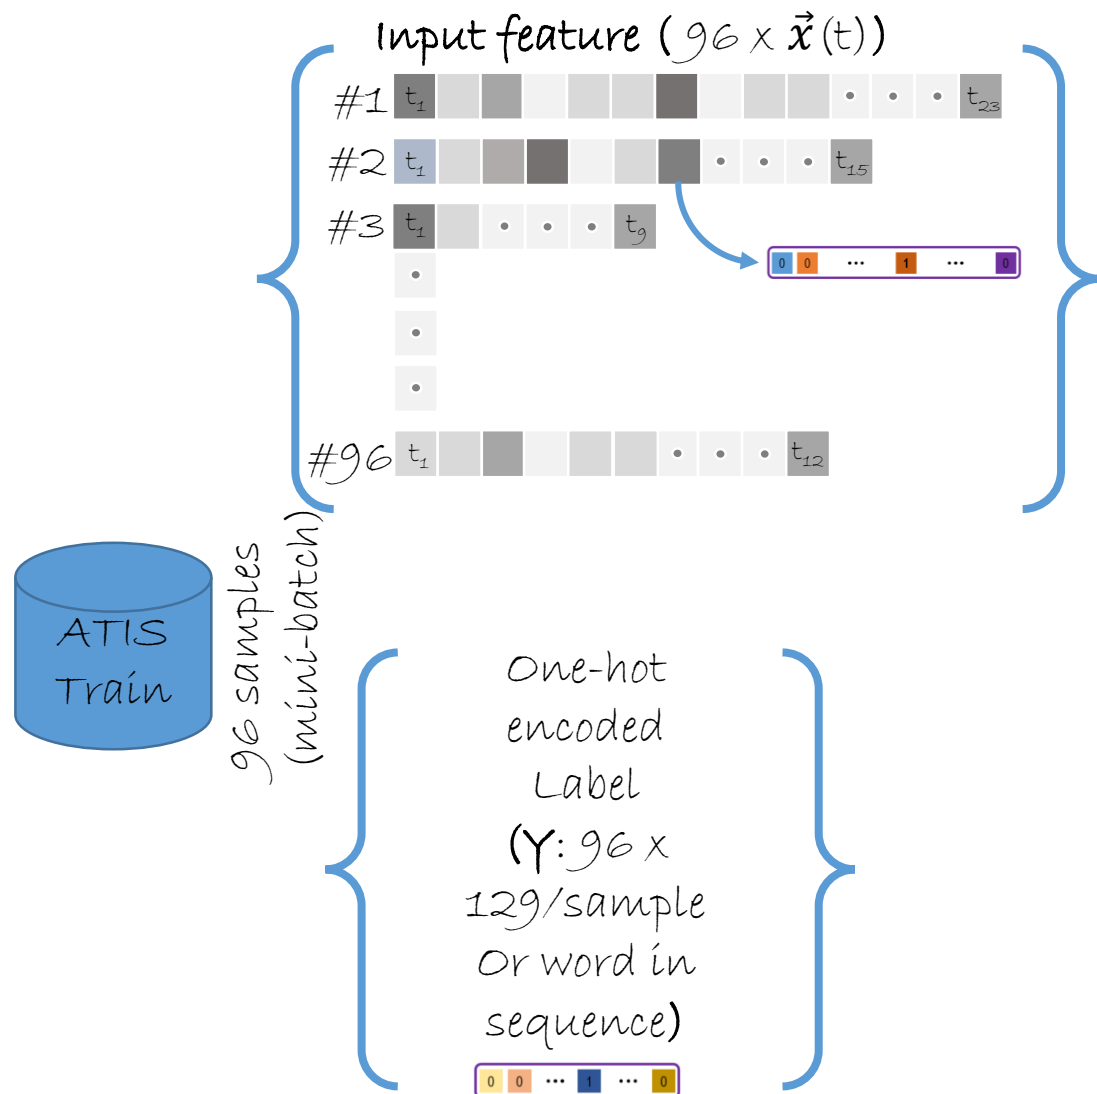 Input feature (96 x x⃗(t))
#1 t₁ • • • t₂₃
#2 t₁ • • • t₁₅
#3 t₁ • • • t₉
0 0 ... 1 ... 0
•
•
•
#96 t₁ • • • t₁₂
96 samples
(mini-batch)
ATIS
Train
One-hot
encoded
Label
(Y: 96 x
129/sample
Or word in
sequence)
0 0 ... 1 ... 0